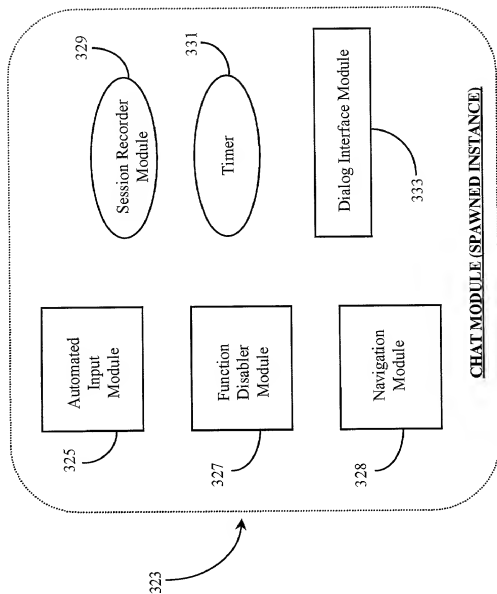 323
325
Automated
Input
Module
327
Function
Disabler
Module
328
Navigation
Module
329
Session Recorder
Module
331
Timer
333
Dialog Interface Module
CHAT MODULE (SPAWNED INSTANCE)